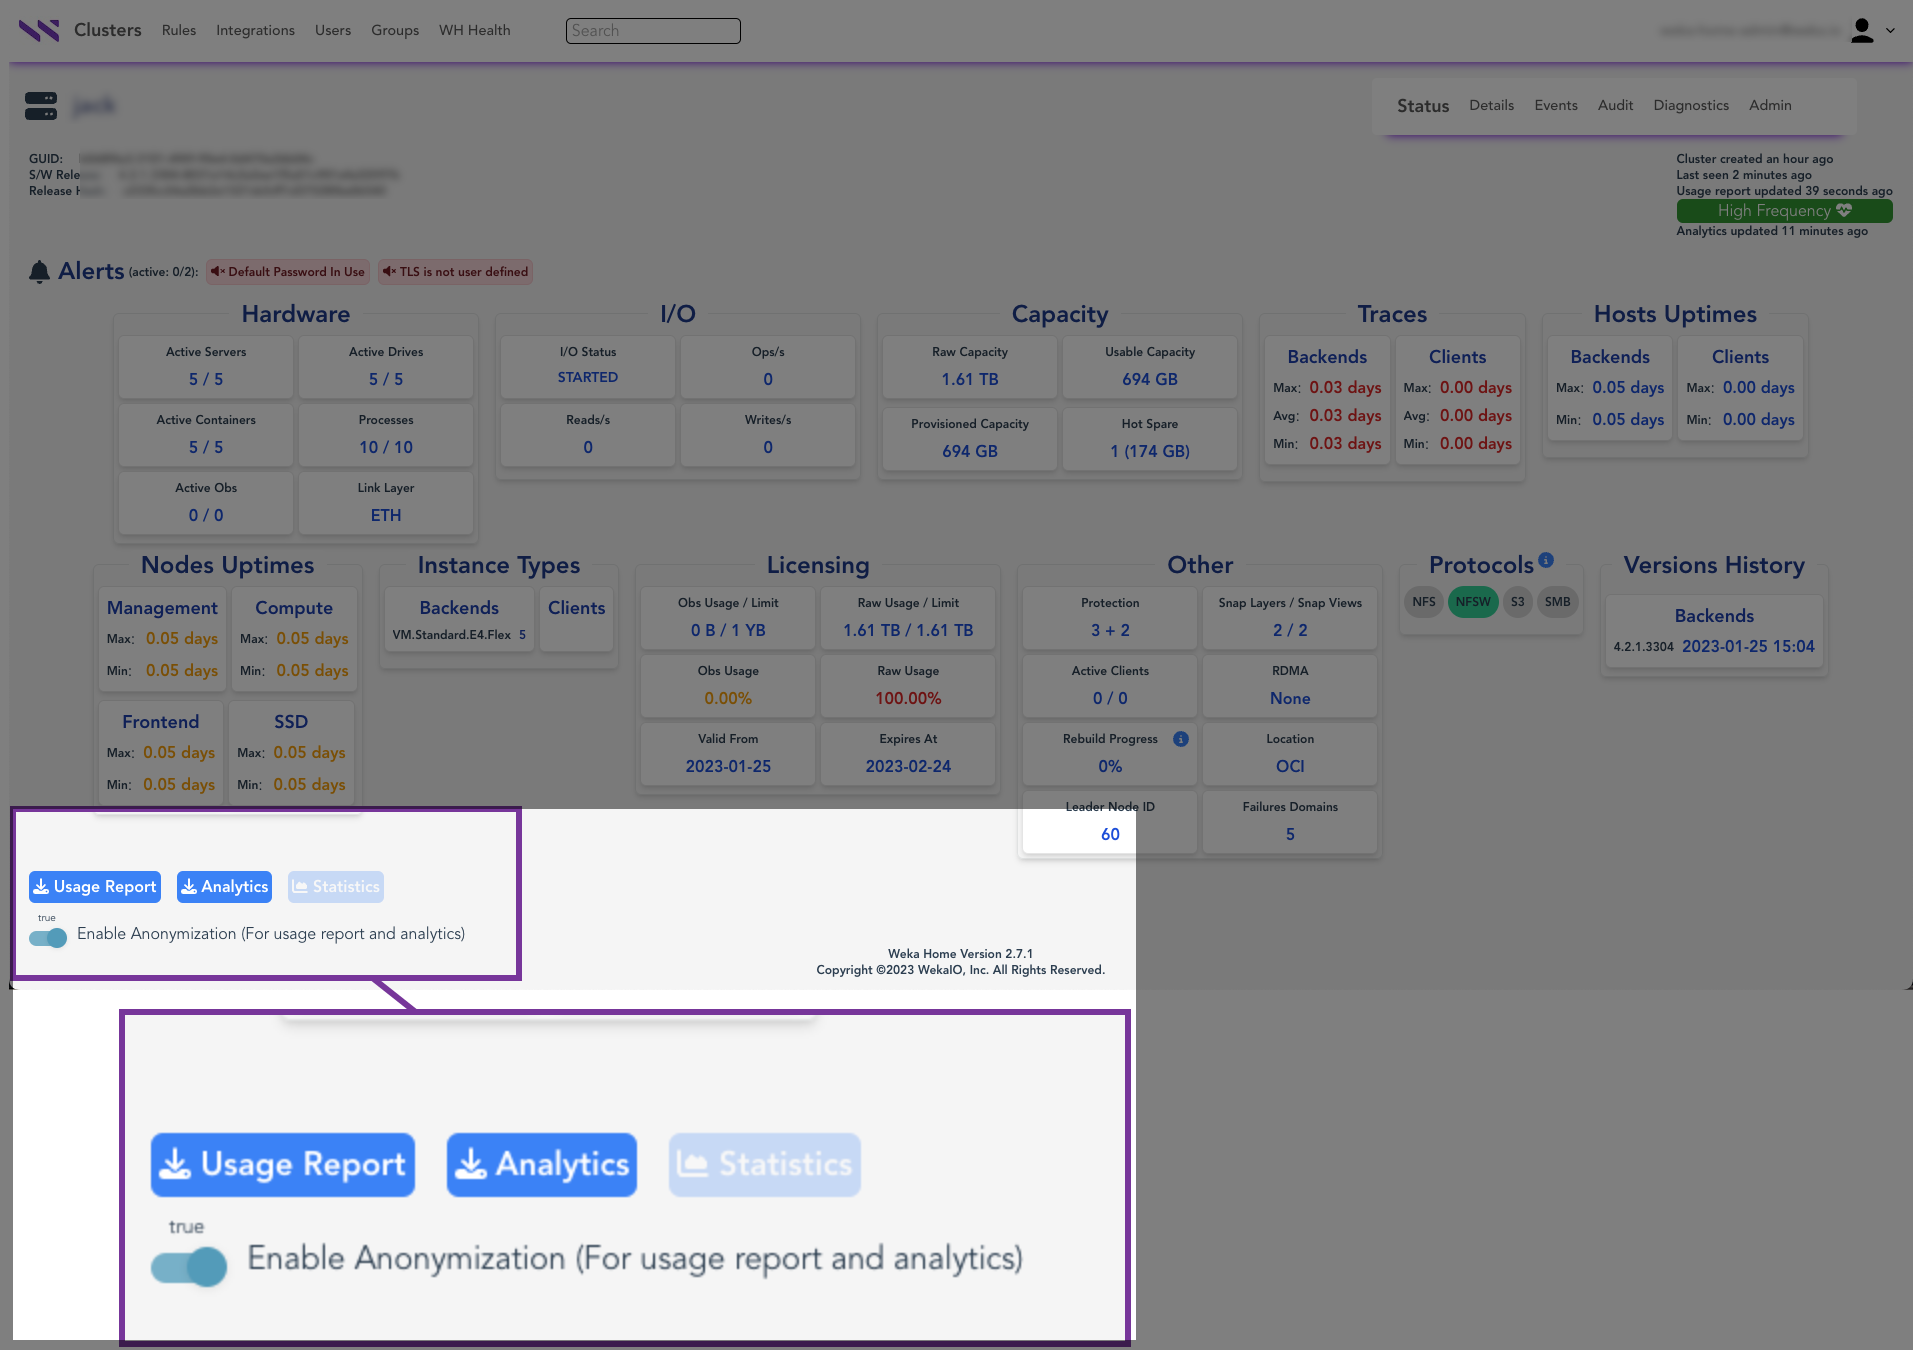 Clusters Rules Integrations Users Groups WH Health Search
Status Details Events Audit Diagnostics Admin
GUID:
S/W Rele
Release H
Cluster created an hour ago
Last seen 2 minutes ago
Usage report updated 39 seconds ago
High Frequency
Analytics updated 11 minutes ago
Alerts (active: 0/2): Default Password In Use TLS is not user defined
Hardware
Active Servers Active Drives
5 / 5 5 / 5
Active Containers Processes
5 / 5 10 / 10
Active Obs Link Layer
0 / 0 ETH
I/O
I/O Status Ops/s
STARTED 0
Reads/s Writes/s
0 0
Capacity
Raw Capacity Usable Capacity
1.61 TB 694 GB
Provisioned Capacity Hot Spare
694 GB 1 (174 GB)
Traces
Backends Clients
Max: 0.03 days Max: 0.00 days
Avg: 0.03 days Avg: 0.00 days
Min: 0.03 days Min: 0.00 days
Hosts Uptimes
Backends Clients
Max: 0.05 days Max: 0.00 days
Min: 0.05 days Min: 0.00 days
Nodes Uptimes
Management Compute
Max: 0.05 days Max: 0.05 days
Min: 0.05 days Min: 0.05 days
Frontend SSD
Max: 0.05 days Max: 0.05 days
Min: 0.05 days Min: 0.05 days
Instance Types
Backends Clients
VM.Standard.E4.Flex 5
Licensing
Obs Usage / Limit Raw Usage / Limit
0 B / 1 YB 1.61 TB / 1.61 TB
Obs Usage Raw Usage
0.00% 100.00%
Valid From Expires At
2023-01-25 2023-02-24
Other
Protection Snap Layers / Snap Views
3 + 2 2 / 2
Active Clients RDMA
0 / 0 None
Rebuild Progress Location
0% OCI
Leader Node ID Failures Domains
60 5
Protocols
NFS NFSW S3 SMB
Versions History
Backends
4.2.1.3304 2023-01-25 15:04
Usage Report Analytics Statistics
true
Enable Anonymization (For usage report and analytics)
Weka Home Version 2.7.1
Copyright ©2023 WekaIO, Inc. All Rights Reserved.
Usage Report Analytics Statistics
true
Enable Anonymization (For usage report and analytics)